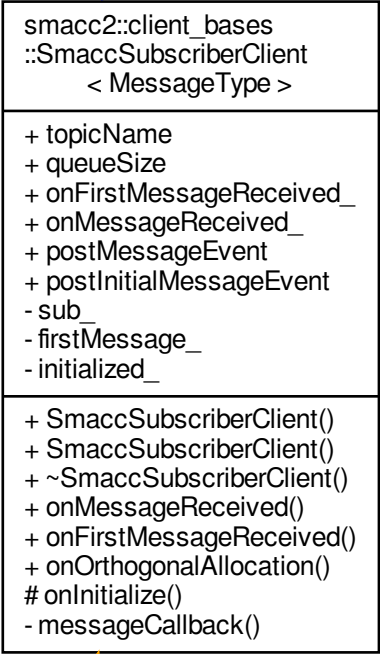 smacc2::client_bases
::SmaccSubscriberClient
< MessageType >
+ topicName
+ queueSize
+ onFirstMessageReceived_
+ onMessageReceived_
+ postMessageEvent
+ postInitialMessageEvent
- sub_
- firstMessage_
- initialized_
+ SmaccSubscriberClient()
+ SmaccSubscriberClient()
+ ~SmaccSubscriberClient()
+ onMessageReceived()
+ onFirstMessageReceived()
+ onOrthogonalAllocation()
# onInitialize()
- messageCallback()